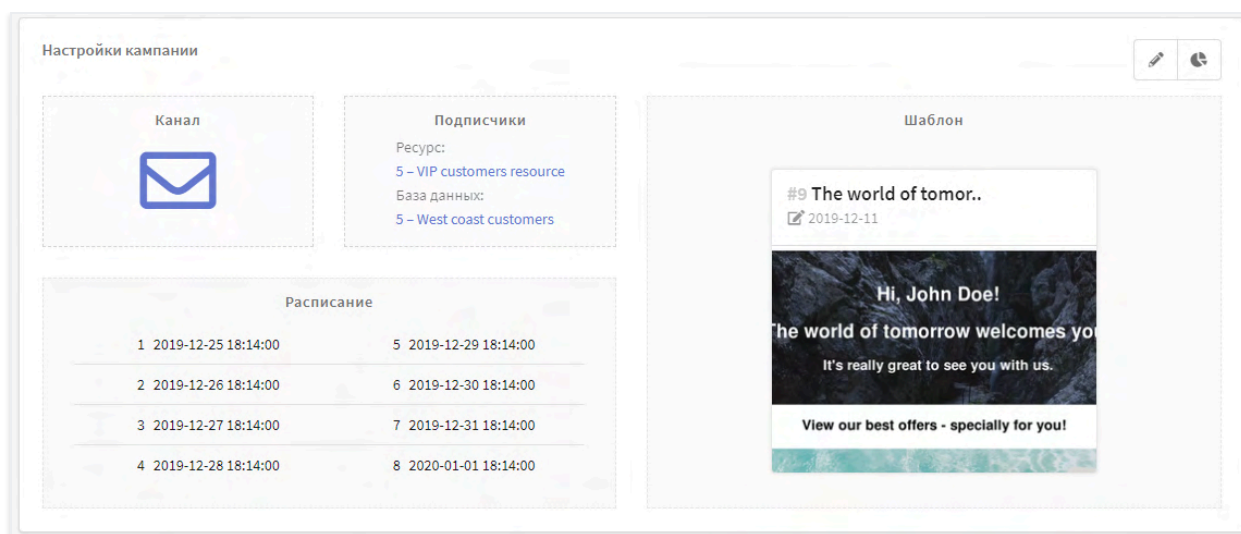 Настройки кампании
Канал
Подписчики
Ресурс:
5 – VIP customers resource
База данных:
5 – West coast customers
Расписание
1 2019-12-25 18:14:00
2 2019-12-26 18:14:00
3 2019-12-27 18:14:00
4 2019-12-28 18:14:00
5 2019-12-29 18:14:00
6 2019-12-30 18:14:00
7 2019-12-31 18:14:00
8 2020-01-01 18:14:00
Шаблон
#9 The world of tomor..
2019-12-11
Hi, John Doe!
The world of tomorrow welcomes you
It's really great to see you with us.
View our best offers - specially for you!